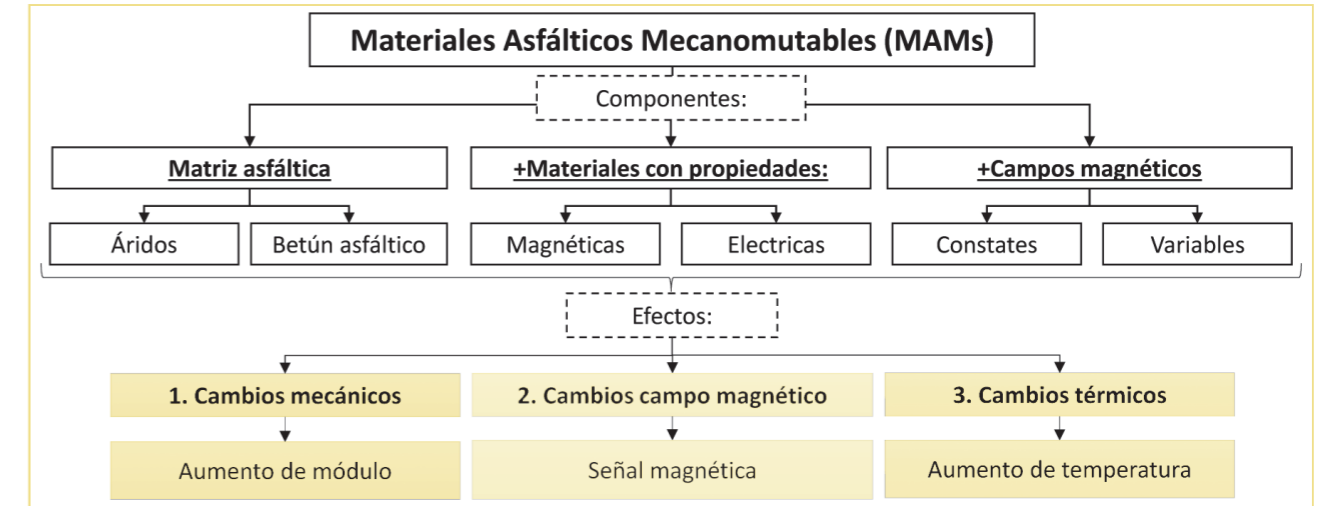 Materiales Asfálticos Mecanomutables (MAMs)
Componentes:
Matriz asfáltica
+Materiales con propiedades:
+Campos magnéticos
Áridos
Betún asfáltico
Magnéticas
Electricas
Constates
Variables
Efectos:
1. Cambios mecánicos
2. Cambios campo magnético
3. Cambios térmicos
Aumento de módulo
Señal magnética
Aumento de temperatura